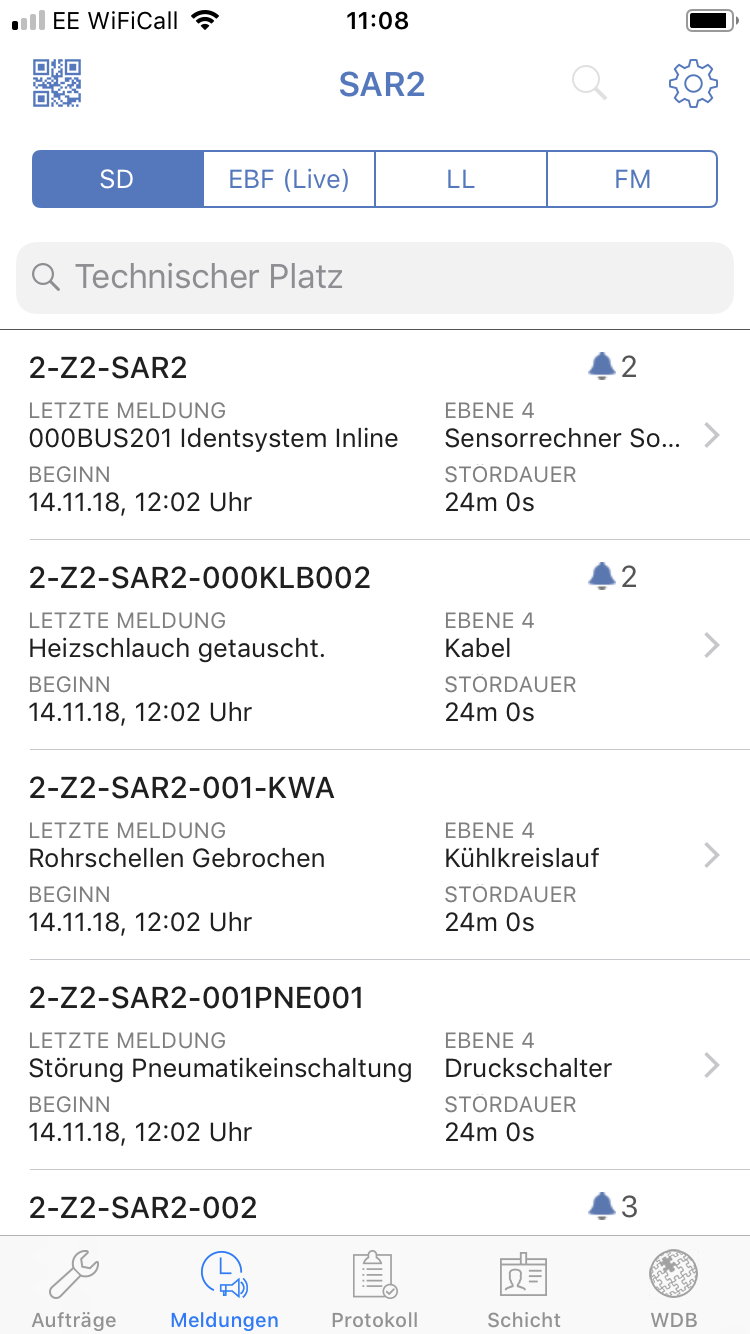 EE WiFiCall 11:08
SAR2
SD EBF (Live) LL FM
Technischer Platz
2-Z2-SAR2 2
LETZTE MELDUNG EBENE 4
000BUS201 Identsystem Inline Sensorrechner So...
BEGINN STORDAUER
14.11.18, 12:02 Uhr 24m 0s
2-Z2-SAR2-000KLB002 2
LETZTE MELDUNG EBENE 4
Heizschlauch getauscht. Kabel
BEGINN STORDAUER
14.11.18, 12:02 Uhr 24m 0s
2-Z2-SAR2-001-KWA
LETZTE MELDUNG EBENE 4
Rohrschellen Gebrochen Kühlkreislauf
BEGINN STORDAUER
14.11.18, 12:02 Uhr 24m 0s
2-Z2-SAR2-001PNE001
LETZTE MELDUNG EBENE 4
Störung Pneumatikeinschaltung Druckschalter
BEGINN STORDAUER
14.11.18, 12:02 Uhr 24m 0s
2-Z2-SAR2-002 3
Aufträge Meldungen Protokoll Schicht WDB